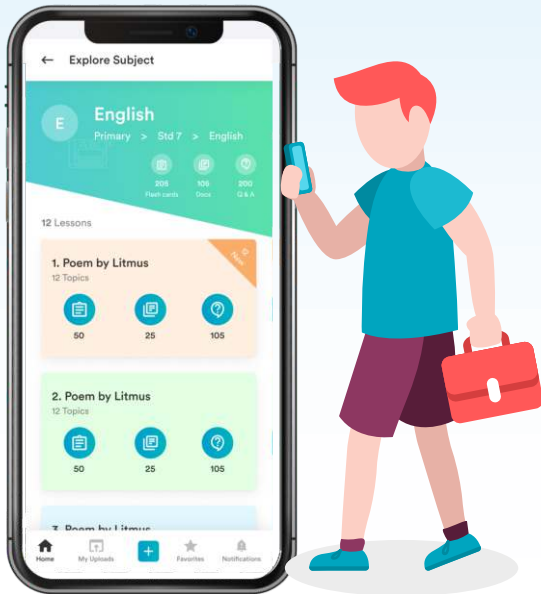 Explore Subject
E
English
Primary > Std 7 > English
205 106 200
Flash cards Docs Q & A
12 Lessons
12 New
1. Poem by Litmus
12 Topics
50 25 105
2. Poem by Litmus
12 Topics
50 25 105
3. Poem by Litmus
Home My Uploads Favorites Notifications